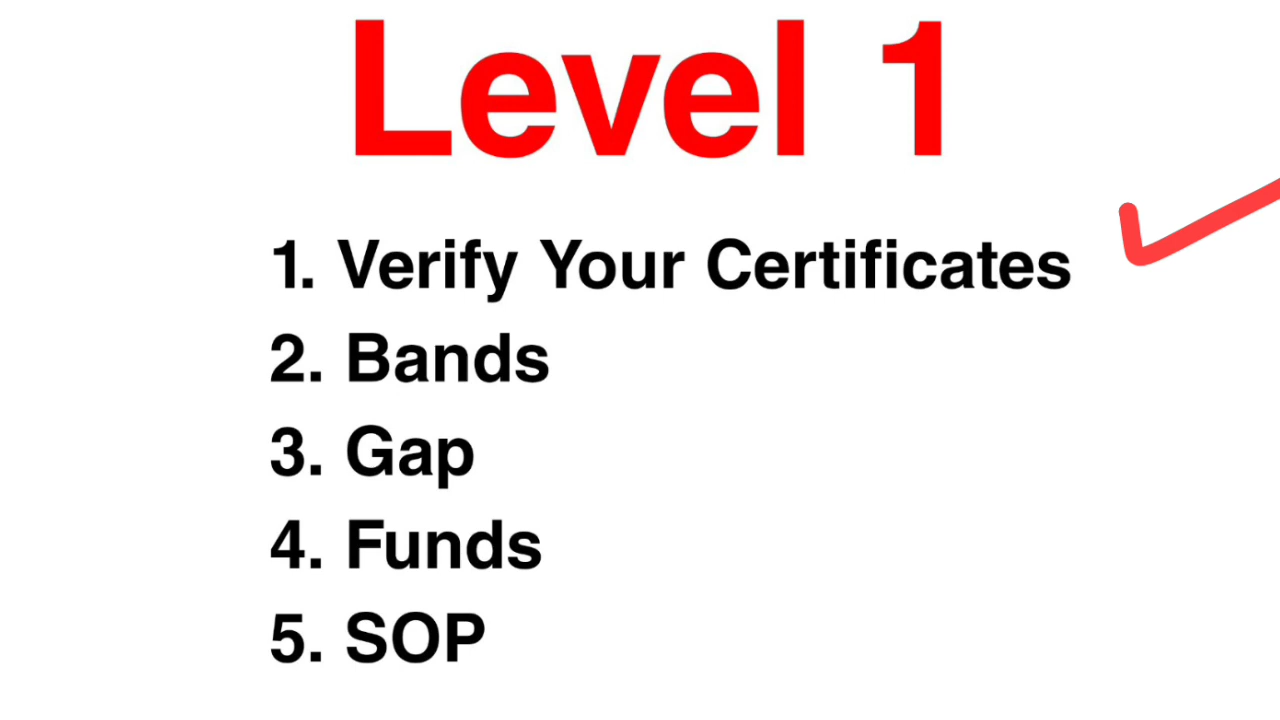 Level 1
1. Verify Your Certificates
2. Bands
3. Gap
4. Funds
5. SOP